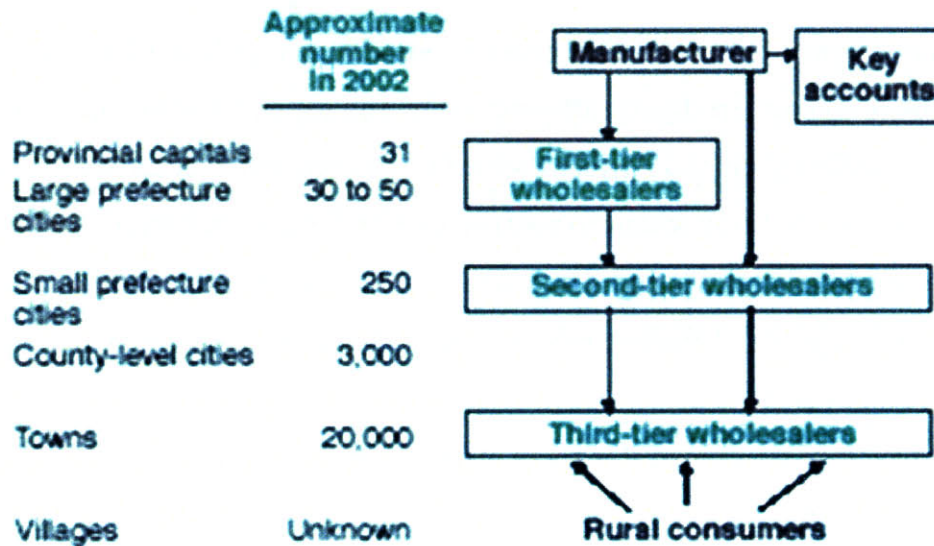 Approximate
number
in 2002
Manufacturer
Key
accounts
Provincial capitals 31
First-tier
wholesalers
Large prefecture
cities
30 to 50
Small prefecture
cities
250
Second-tier wholesalers
County-level cities 3,000
Towns 20,000
Third-tier wholesalers
Villages Unknown
Rural consumers